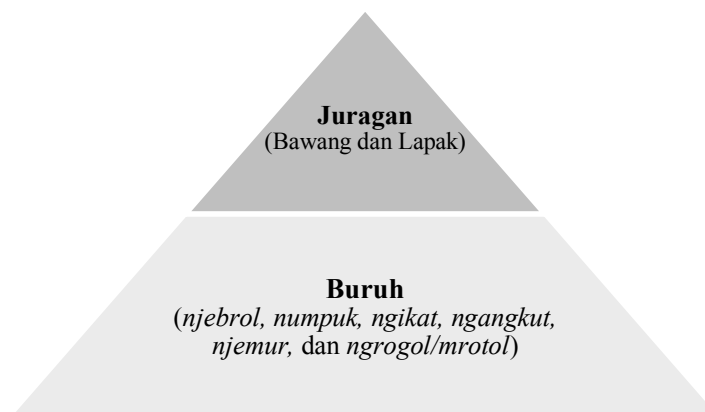 Juragan
(Bawang dan Lapak)
Buruh
(njebrol, numpuk, ngikat, ngangkut,
njemur, dan ngrogol/mrotol)